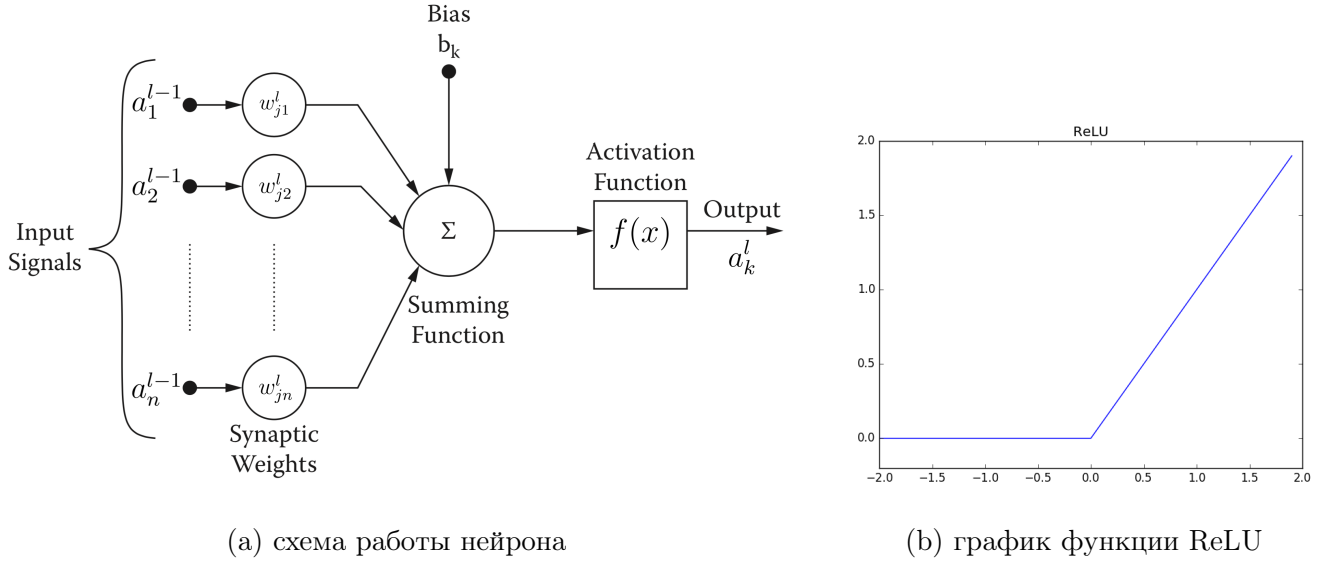 Bias
b_k
a_1^{l-1}
w_{j1}^l
a_2^{l-1}
w_{j2}^l
Input
Signals
Σ
Activation
Function
f(x)
Output
a_k^l
Summing
Function
a_n^{l-1}
w_{jn}^l
Synaptic
Weights
(a) схема работы нейрона
ReLU
2.0
1.5
1.0
0.5
0.0
−2.0 −1.5 −1.0 −0.5 0.0 0.5 1.0 1.5 2.0
(b) график функции ReLU